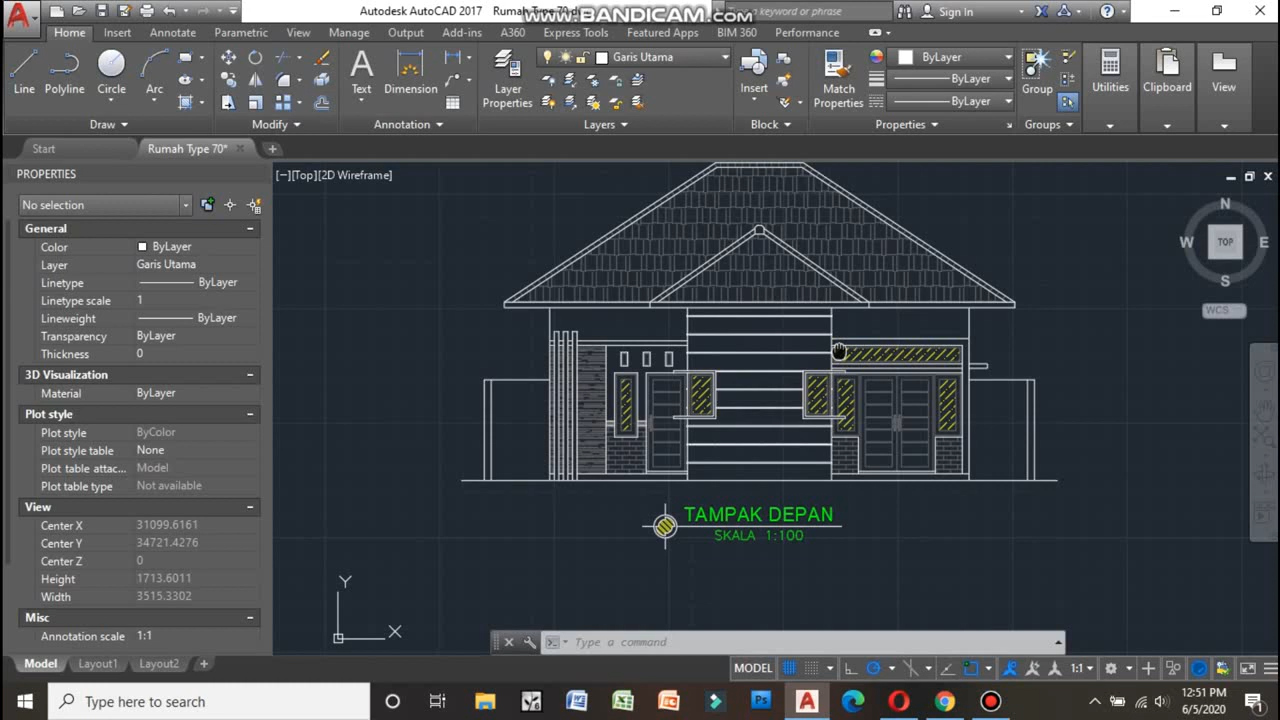 Autodesk AutoCAD 2017 Rumah Type 70.d
www.BANDICAM.com
keyword or phrase
Sign In
Home Insert Annotate Parametric View Manage Output Add-ins A360 Express Tools Featured Apps BIM 360 Performance
Line Polyline Circle Arc
Text Dimension
Layer Properties
Garis Utama
Insert
Match Properties
ByLayer
ByLayer
ByLayer
Group
Utilities
Clipboard
View
Draw Modify Annotation Layers Block Properties Groups
Start Rumah Type 70*
PROPERTIES
No selection
General
Color ByLayer
Layer Garis Utama
Linetype ByLayer
Linetype scale 1
Lineweight ByLayer
Transparency ByLayer
Thickness 0
3D Visualization
Material ByLayer
Plot style
Plot style ByColor
Plot style table None
Plot table attac... Model
Plot table type Not available
View
Center X 31099.6161
Center Y 34721.4276
Center Z 0
Height 1713.6011
Width 3515.3302
Misc
Annotation scale 1:1
[−][Top][2D Wireframe]
N
W TOP E
S
WCS
TAMPAK DEPAN
SKALA 1:100
Y
X
Type a command
Model Layout1 Layout2 +
MODEL
1:1
Type here to search
12:51 PM
6/5/2020